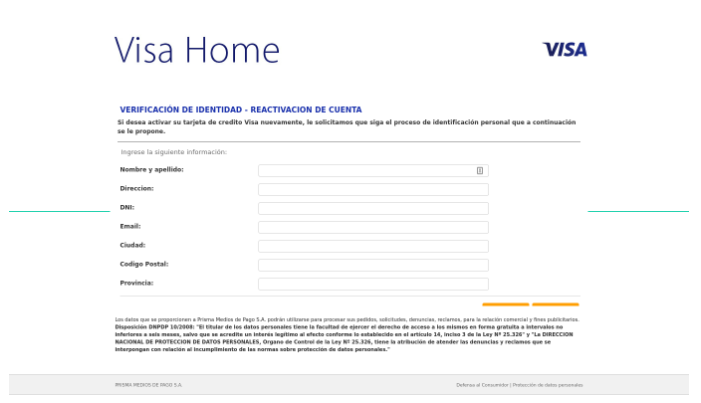 Visa Home
VISA
VERIFICACIÓN DE IDENTIDAD - REACTIVACION DE CUENTA
Si desea activar su tarjeta de credito Visa nuevamente, le solicitamos que siga el proceso de identificación personal que a continuación
se le propone.
Ingrese la siguiente información:
Nombre y apellido:
Direccion:
DNI:
Email:
Ciudad:
Codigo Postal:
Provincia:
Los datos que se proporcionen a Prisma Medios de Pago S.A. podrán utilizarse para procesar sus pedidos, solicitudes, denuncias, reclamos, para la relación comercial y fines publicitarios.
Disposición DNPDP 10/2008: "El titular de los datos personales tiene la facultad de ejercer el derecho de acceso a los mismos en forma gratuita a intervalos no
inferiores a seis meses, salvo que se acredite un interés legítimo al efecto conforme lo establecido en el artículo 14, inciso 3 de la Ley Nº 25.326" y "La DIRECCION
NACIONAL DE PROTECCION DE DATOS PERSONALES, Organo de Control de la Ley Nº 25.326, tiene la atribución de atender las denuncias y reclamos que se
interpongan con relación al incumplimiento de las normas sobre protección de datos personales."
PRISMA MEDIOS DE PAGO S.A. Defensa al Consumidor | Protección de datos personales